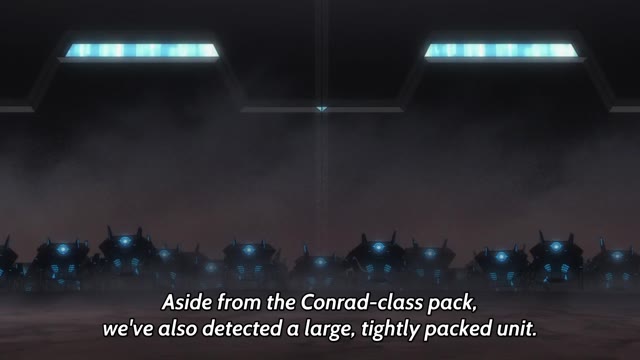 Aside from the Conrad-class pack,
we've also detected a large, tightly packed unit.